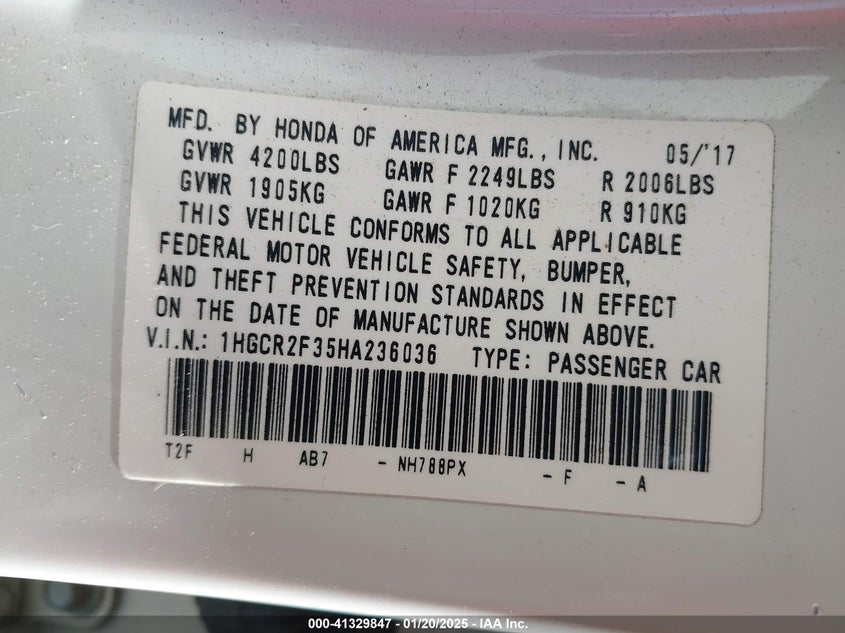 MFD. BY HONDA OF AMERICA MFG., INC. 05/'17
GVWR 4200LBS GAWR F 2249LBS R 2006LBS
GVWR 1905KG GAWR F 1020KG R 910KG
THIS VEHICLE CONFORMS TO ALL APPLICABLE
FEDERAL MOTOR VEHICLE SAFETY, BUMPER,
AND THEFT PREVENTION STANDARDS IN EFFECT
ON THE DATE OF MANUFACTURE SHOWN ABOVE.
V.I.N.: 1HGCR2F35HA236036 TYPE: PASSENGER CAR
T2F H AB7 - NH788PX - F - A
000-41329847 - 01/20/2025 - IAA Inc.